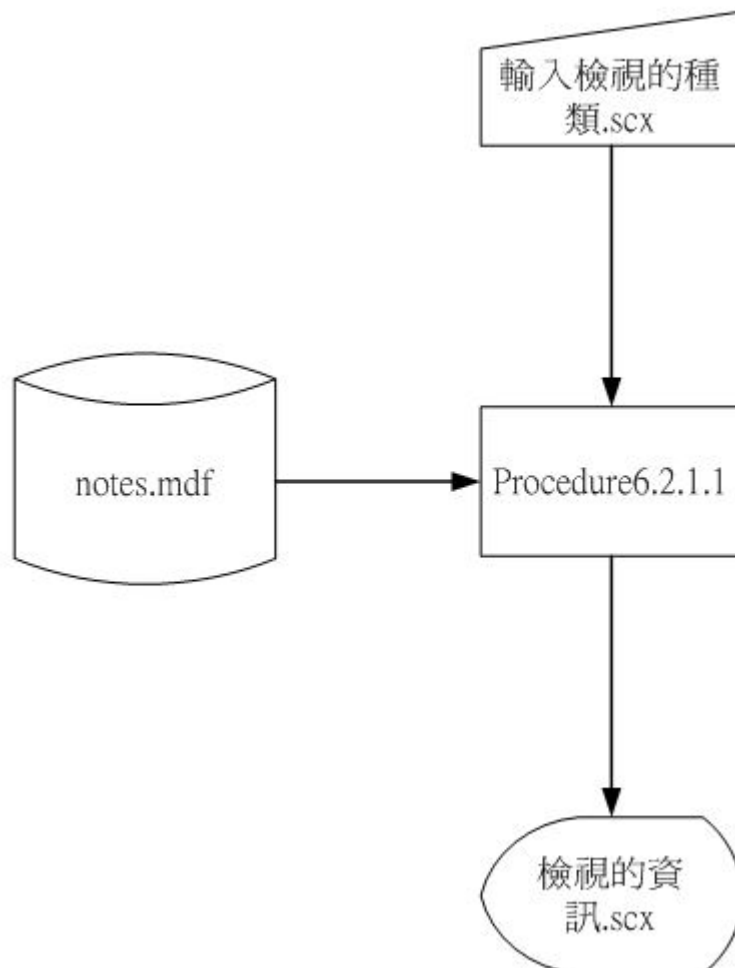 輸入檢視的種
類.scx
notes.mdf
Procedure6.2.1.1
檢視的資
訊.scx